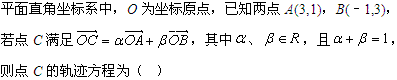 平面直角坐标系中，O 为坐标原点，已知两点 A(3,1)，B(-1,3)，
若点 C 满足 $\overrightarrow{OC}=\alpha\overrightarrow{OA}+\beta\overrightarrow{OB}$，其中 α、β∈R，且 α+β=1，
则点 C 的轨迹方程为（　）